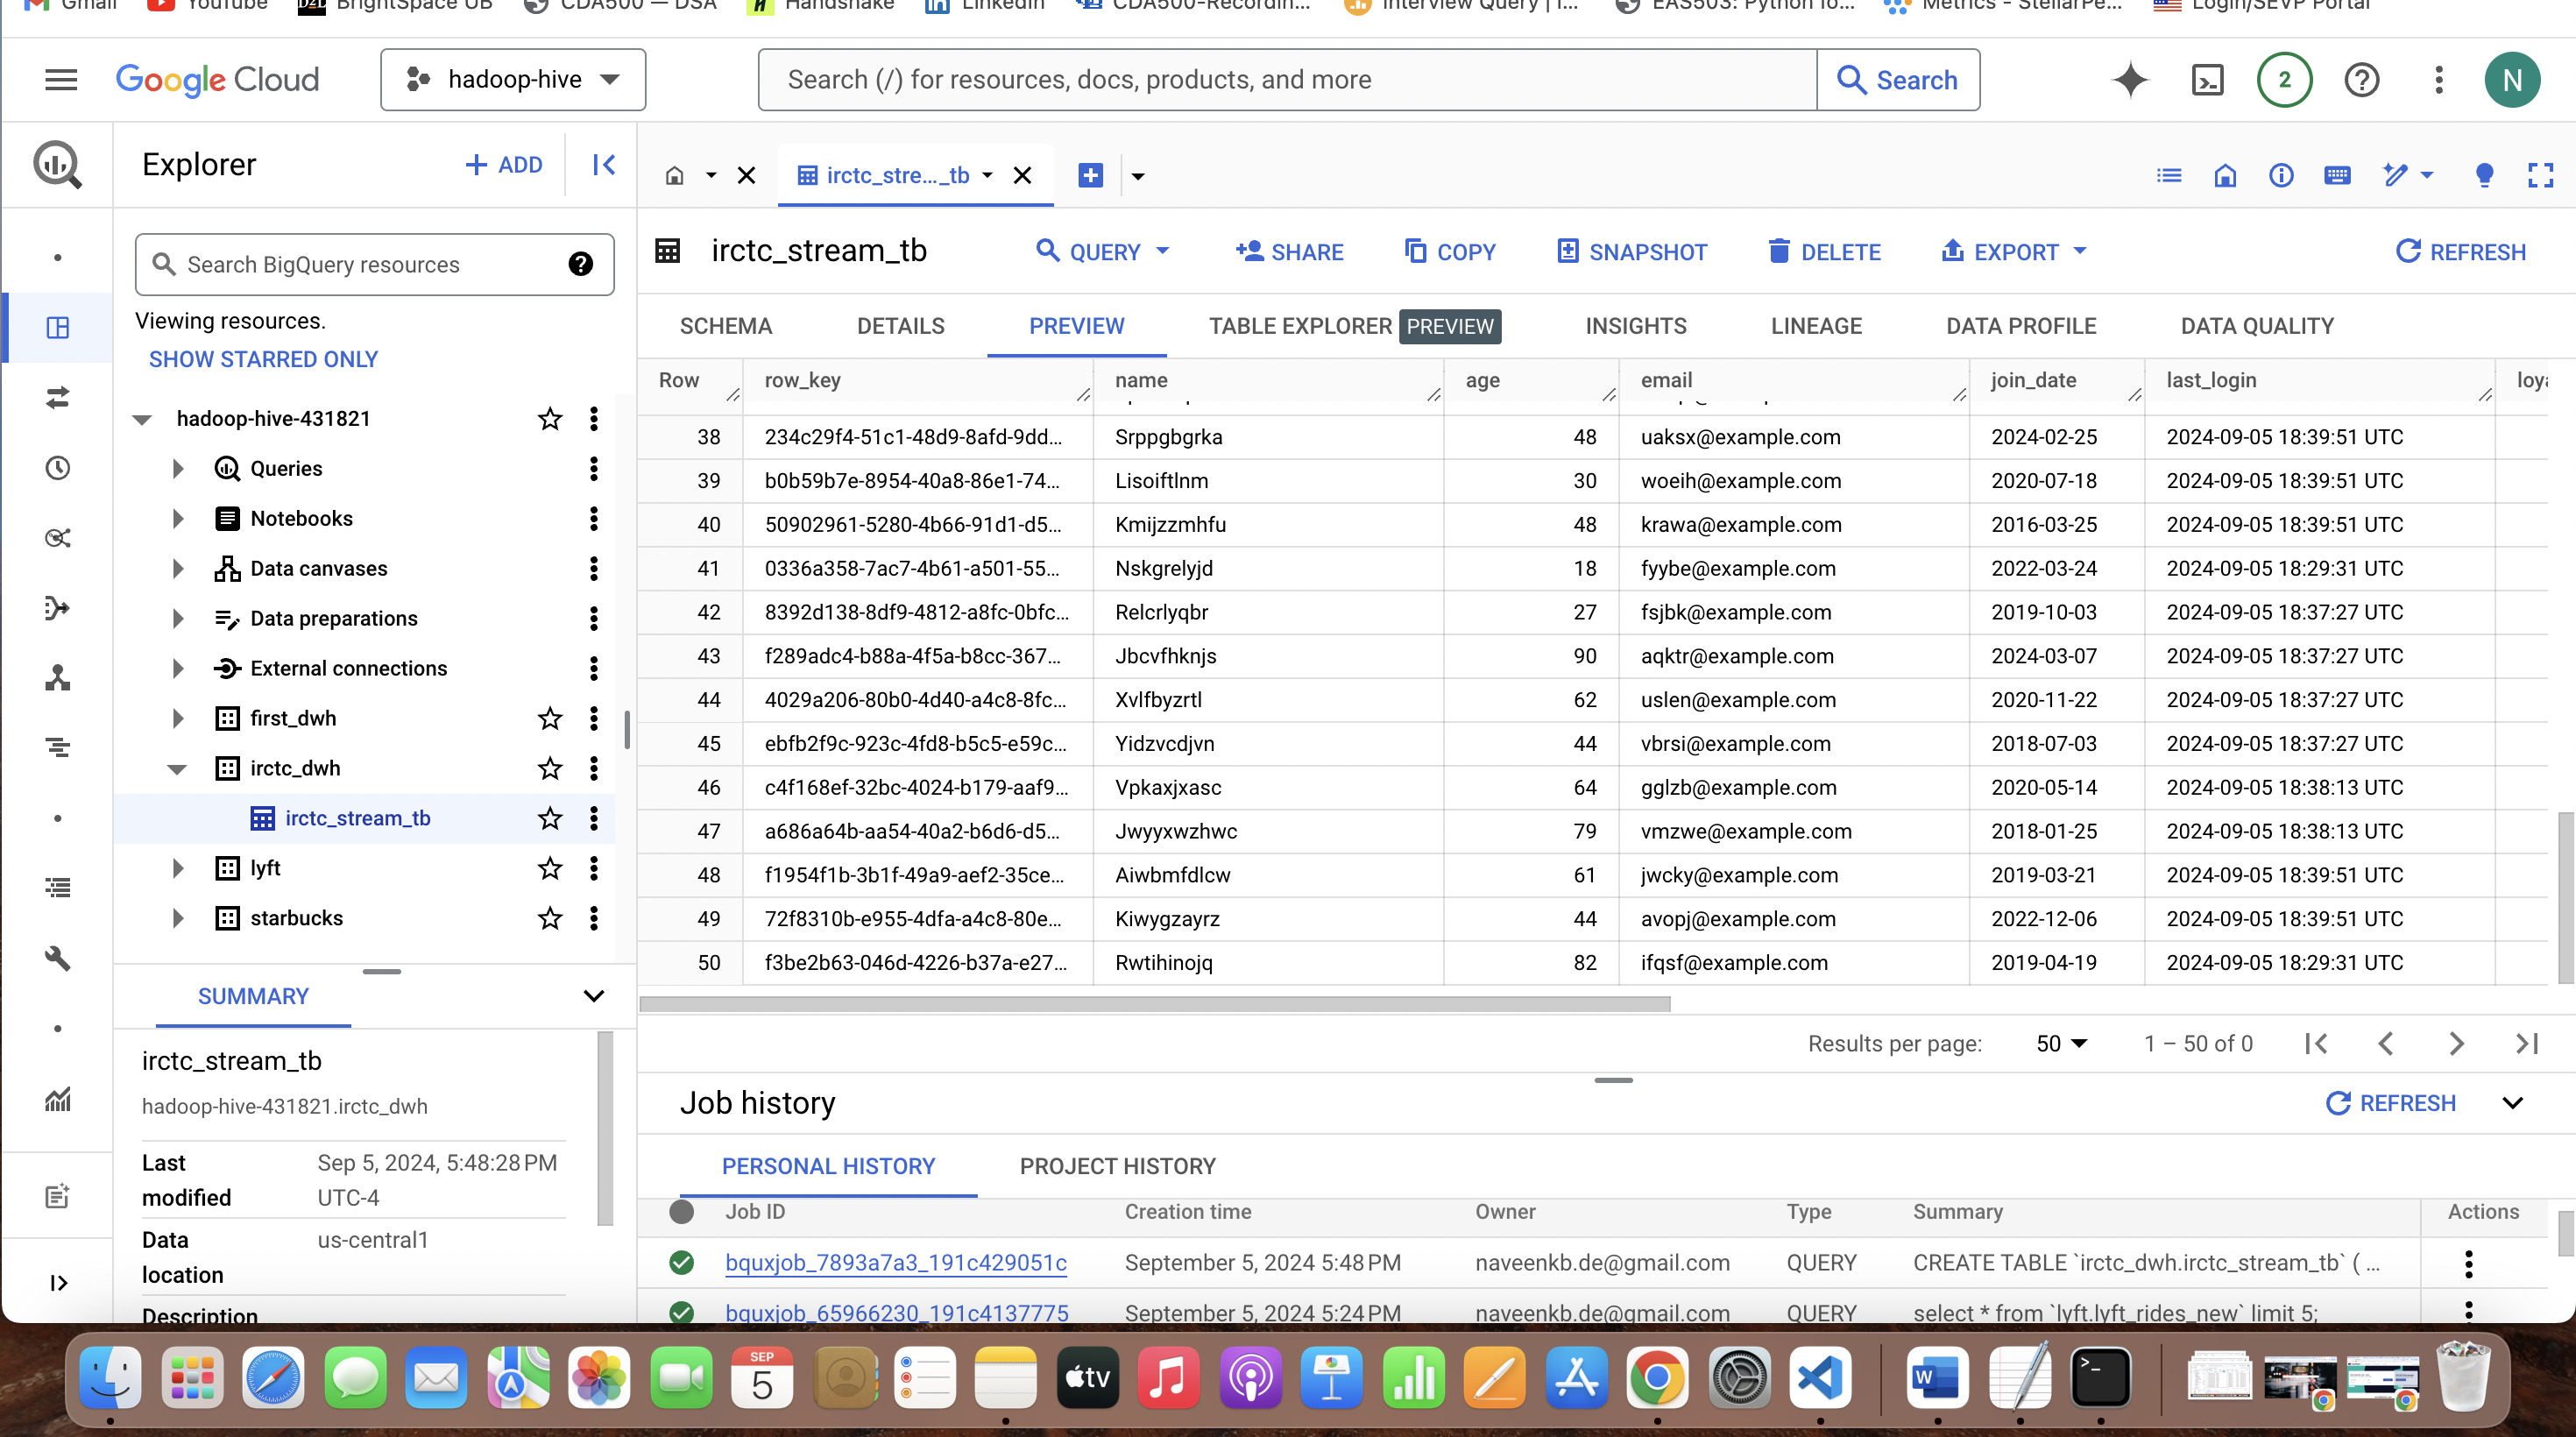 Gmail YouTube BrightSpace UB CDA500 — DSA Handshake LinkedIn CDA500-Recordin... Interview Query | I... EAS503: Python fo... Metrics - StellarPe... Login/SEVP Portal
Google Cloud hadoop-hive Search (/) for resources, docs, products, and more Search 2 N
Explorer + ADD irctc_stre..._tb
Search BigQuery resources
Viewing resources.
SHOW STARRED ONLY
hadoop-hive-431821
Queries
Notebooks
Data canvases
Data preparations
External connections
first_dwh
irctc_dwh
irctc_stream_tb
lyft
starbucks
SUMMARY
irctc_stream_tb
hadoop-hive-431821.irctc_dwh
Last modified Sep 5, 2024, 5:48:28 PM UTC-4
Data location us-central1
Description
irctc_stream_tb QUERY SHARE COPY SNAPSHOT DELETE EXPORT REFRESH
SCHEMA DETAILS PREVIEW TABLE EXPLORER PREVIEW INSIGHTS LINEAGE DATA PROFILE DATA QUALITY
Row row_key name age email join_date last_login loya
38 234c29f4-51c1-48d9-8afd-9dd... Srppgbgrka 48 uaksx@example.com 2024-02-25 2024-09-05 18:39:51 UTC
39 b0b59b7e-8954-40a8-86e1-74... Lisoiftlnm 30 woeih@example.com 2020-07-18 2024-09-05 18:39:51 UTC
40 50902961-5280-4b66-91d1-d5... Kmijzzmhfu 48 krawa@example.com 2016-03-25 2024-09-05 18:39:51 UTC
41 0336a358-7ac7-4b61-a501-55... Nskgrelyjd 18 fyybe@example.com 2022-03-24 2024-09-05 18:29:31 UTC
42 8392d138-8df9-4812-a8fc-0bfc... Relcrlyqbr 27 fsjbk@example.com 2019-10-03 2024-09-05 18:37:27 UTC
43 f289adc4-b88a-4f5a-b8cc-367... Jbcvfhknjs 90 aqktr@example.com 2024-03-07 2024-09-05 18:37:27 UTC
44 4029a206-80b0-4d40-a4c8-8fc... Xvlfbyzrtl 62 uslen@example.com 2020-11-22 2024-09-05 18:37:27 UTC
45 ebfb2f9c-923c-4fd8-b5c5-e59c... Yidzvcdjvn 44 vbrsi@example.com 2018-07-03 2024-09-05 18:37:27 UTC
46 c4f168ef-32bc-4024-b179-aaf9... Vpkaxjxasc 64 gglzb@example.com 2020-05-14 2024-09-05 18:38:13 UTC
47 a686a64b-aa54-40a2-b6d6-d5... Jwyyxwzhwc 79 vmzwe@example.com 2018-01-25 2024-09-05 18:38:13 UTC
48 f1954f1b-3b1f-49a9-aef2-35ce... Aiwbmfdlcw 61 jwcky@example.com 2019-03-21 2024-09-05 18:39:51 UTC
49 72f8310b-e955-4dfa-a4c8-80e... Kiwygzayrz 44 avopj@example.com 2022-12-06 2024-09-05 18:39:51 UTC
50 f3be2b63-046d-4226-b37a-e27... Rwtihinojq 82 ifqsf@example.com 2019-04-19 2024-09-05 18:29:31 UTC
Results per page: 50 1 – 50 of 0
Job history REFRESH
PERSONAL HISTORY PROJECT HISTORY
Job ID Creation time Owner Type Summary Actions
bquxjob_7893a7a3_191c429051c September 5, 2024 5:48 PM naveenkb.de@gmail.com QUERY CREATE TABLE `irctc_dwh.irctc_stream_tb` ( ...
bquxjob_65966230_191c4137775 September 5, 2024 5:24 PM naveenkb.de@gmail.com QUERY select * from `lyft.lyft_rides_new` limit 5;
SEP 5 tv W